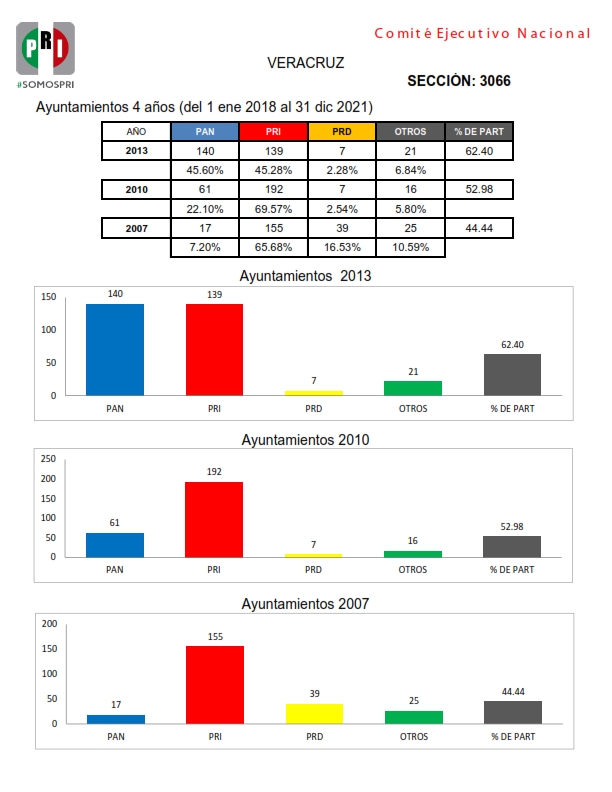 PRI
#SOMOSPRI
Comité Ejecutivo Nacional
VERACRUZ
SECCIÓN: 3066
Ayuntamientos 4 años (del 1 ene 2018 al 31 dic 2021)
AÑO PAN PRI PRD OTROS % DE PART
2013 140 139 7 21 62.40
45.60% 45.28% 2.28% 6.84%
2010 61 192 7 16 52.98
22.10% 69.57% 2.54% 5.80%
2007 17 155 39 25 44.44
7.20% 65.68% 16.53% 10.59%
Ayuntamientos 2013
150
100
50
0
140 139 7 21 62.40
PAN PRI PRD OTROS % DE PART
Ayuntamientos 2010
250
200
150
100
50
0
61 192 7 16 52.98
PAN PRI PRD OTROS % DE PART
Ayuntamientos 2007
200
150
100
50
0
17 155 39 25 44.44
PAN PRI PRD OTROS % DE PART